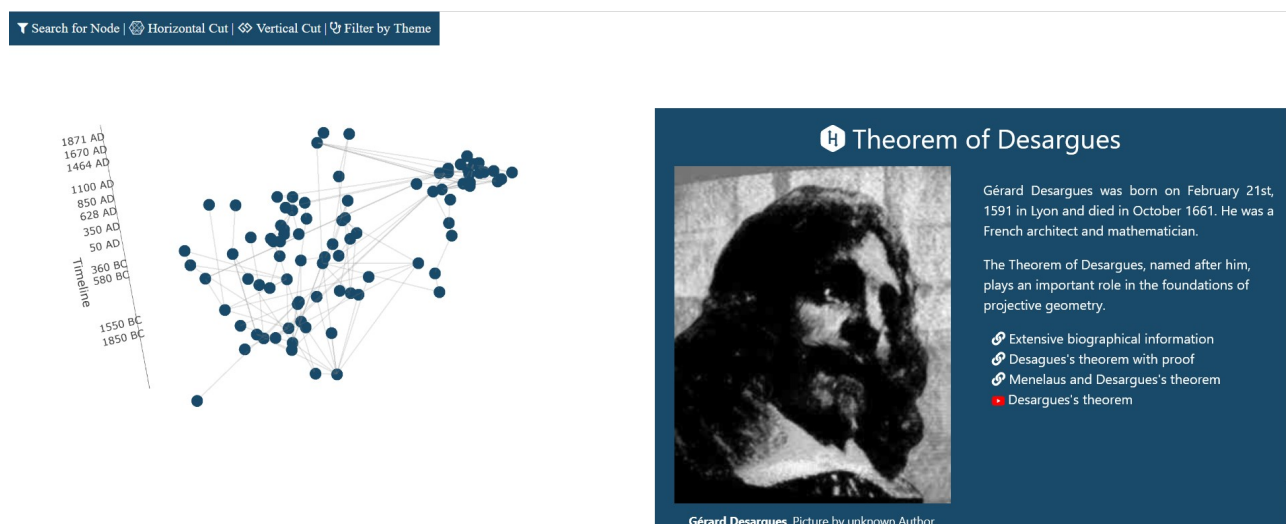 Search for Node | Horizontal Cut | Vertical Cut | Filter by Theme
1871 AD
1670 AD
1464 AD
1100 AD
850 AD
628 AD
350 AD
50 AD
360 BC
580 BC
1550 BC
1850 BC
Timeline
H Theorem of Desargues
Gérard Desargues was born on February 21st,
1591 in Lyon and died in October 1661. He was a
French architect and mathematician.
The Theorem of Desargues, named after him,
plays an important role in the foundations of
projective geometry.
Extensive biographical information
Desagues's theorem with proof
Menelaus and Desargues's theorem
Desargues's theorem
Gérard Desargues. Picture by unknown Author